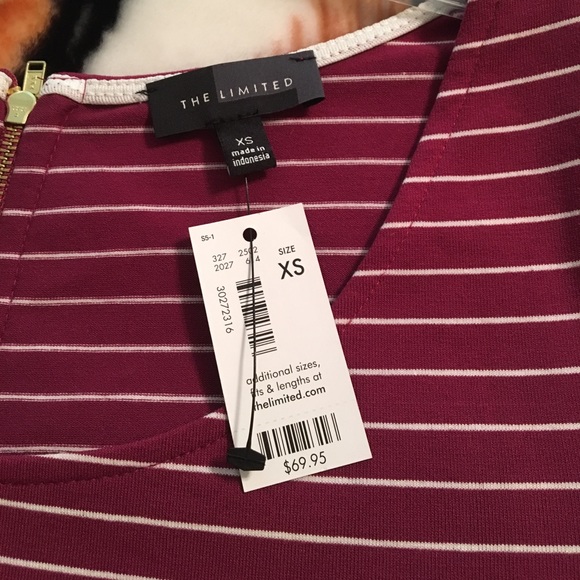 THE LIMITED
XS
made in
indonesia
SS-1
327
2027
SIZE
XS
30272316
additional sizes,
fits & lengths at
thelimited.com
$69.95